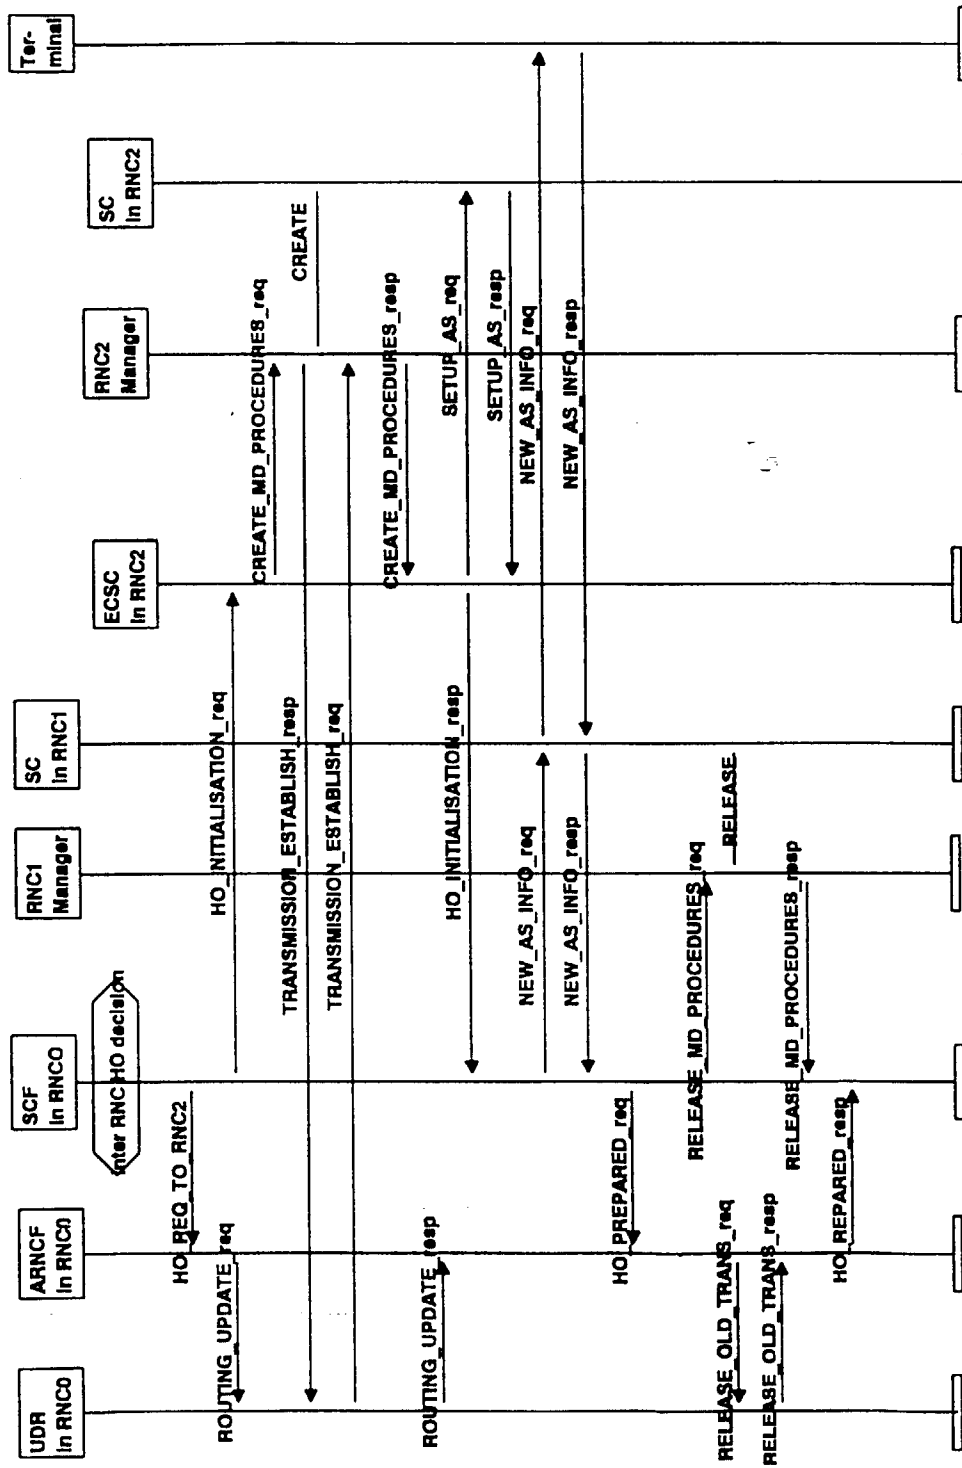 UDR
In RNC0
ARNCF
In RNC0
SCF
In RNC0
RNC1
Manager
SC
In RNC1
ECSC
In RNC2
RNC2
Manager
SC
In RNC2
Ter-
minal
Inter RNC HO decision
HO_REQ_TO_RNC2
ROUTING_UPDATE_req
HO_INITIALISATION_req
CREATE_MD_PROCEDURES_req
TRANSMISSION_ESTABLISH_resp
CREATE
TRANSMISSION_ESTABLISH_req
CREATE_MD_PROCEDURES_resp
ROUTING_UPDATE_resp
HO_INITIALISATION_resp
SETUP_AS_req
SETUP_AS_resp
NEW_AS_INFO_req
NEW_AS_INFO_req
NEW_AS_INFO_resp
NEW_AS_INFO_resp
HO_PREPARED_req
RELEASE_MD_PROCEDURES_req
RELEASE
RELEASE_OLD_TRANS_req
RELEASE_OLD_TRANS_resp
RELEASE_MD_PROCEDURES_resp
HO_REPARED_resp